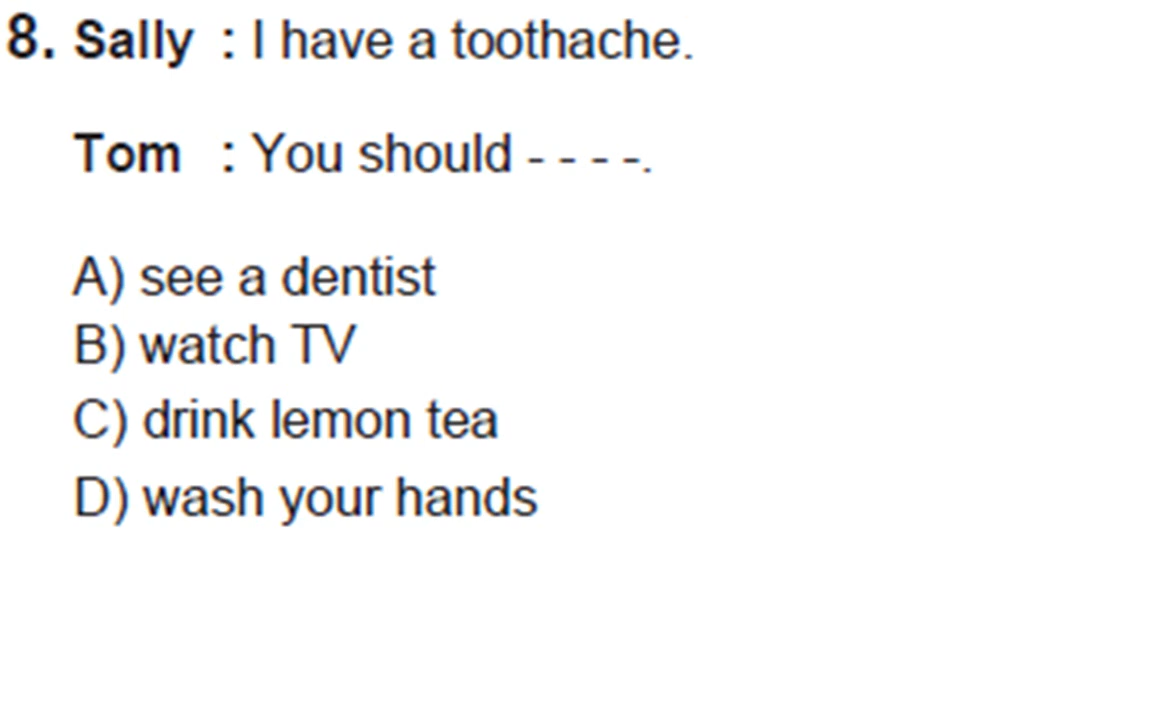 8. Sally : I have a toothache.
Tom : You should - - - -.
A) see a dentist
B) watch TV
C) drink lemon tea
D) wash your hands